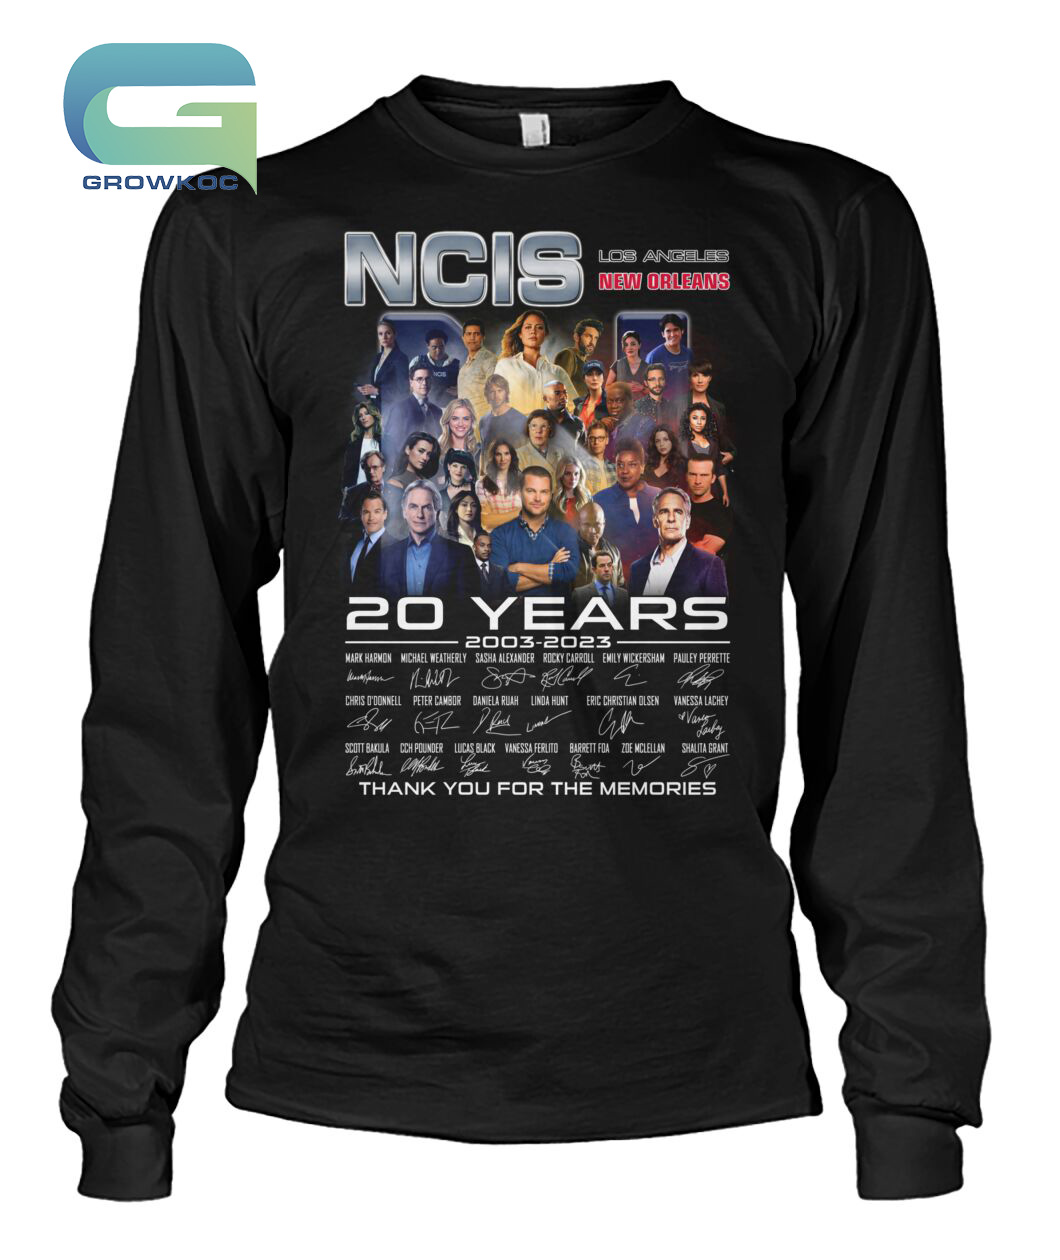 GROWKOC
NCIS
LOS ANGELES
NEW ORLEANS
NCIS
20 YEARS
2003-2023
MARK HARMON MICHAEL WEATHERLY SASHA ALEXANDER ROCKY CARROLL EMILY WICKERSHAM PAULEY PERRETTE
CHRIS O'DONNELL PETER CAMBOR DANIELA RUAH LINDA HUNT ERIC CHRISTIAN OLSEN VANESSA LACHEY
SCOTT BAKULA CCH POUNDER LUCAS BLACK VANESSA FERLITO BARRETT FOA ZOE MCLELLAN SHALITA GRANT
THANK YOU FOR THE MEMORIES